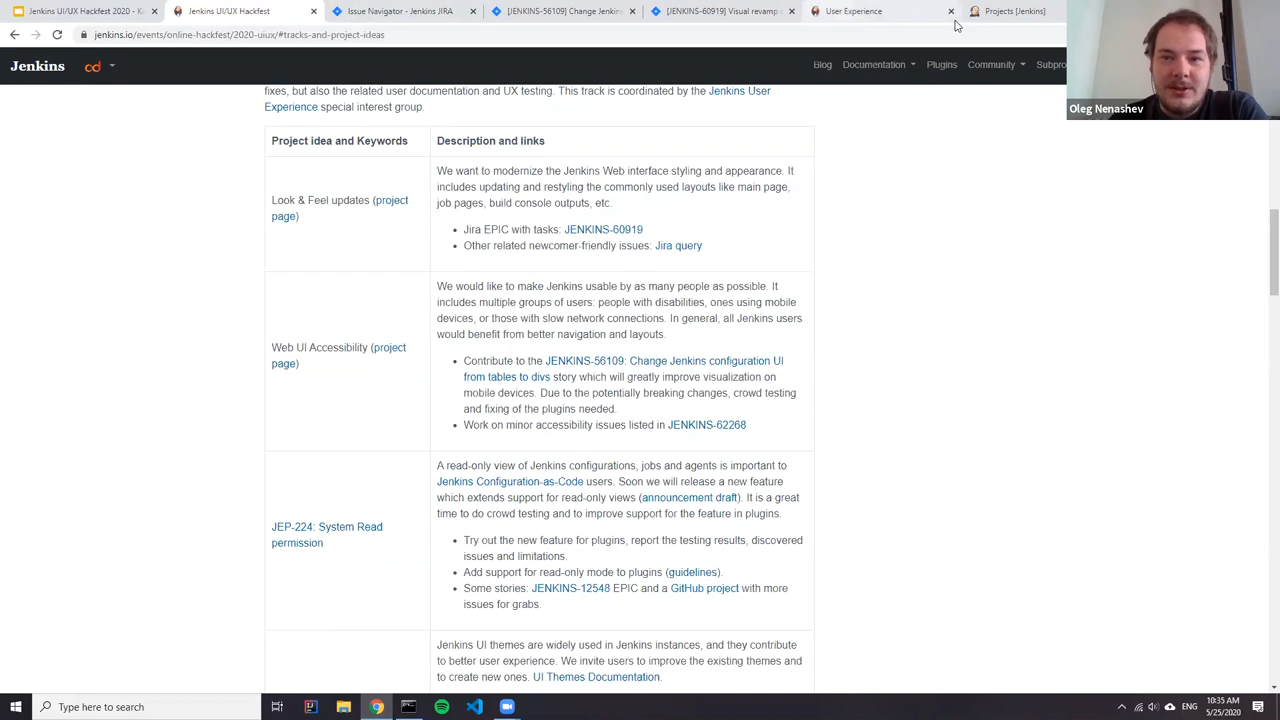 Jenkins UI/UX Hackfest 2020 - K
Jenkins UI/UX Hackfest
Issue Navigator - Jenkins JIRA
[JENKINS-56109] Change Jenkin
[JENKINS-60919] Visual revamp c
User Experience
Projects [Jenkins]
jenkins.io/events/online-hackfest/2020-uiux/#tracks-and-project-ideas
Jenkins
cd
Blog
Documentation
Plugins
Community
Subpro
Oleg Nenashev
fixes, but also the related user documentation and UX testing. This track is coordinated by the Jenkins User
Experience special interest group.
Project idea and Keywords
Description and links
Look & Feel updates (project
page)
We want to modernize the Jenkins Web interface styling and appearance. It
includes updating and restyling the commonly used layouts like main page,
job pages, build console outputs, etc.
• Jira EPIC with tasks: JENKINS-60919
• Other related newcomer-friendly issues: Jira query
Web UI Accessibility (project
page)
We would like to make Jenkins usable by as many people as possible. It
includes multiple groups of users: people with disabilities, ones using mobile
devices, or those with slow network connections. In general, all Jenkins users
would benefit from better navigation and layouts.
• Contribute to the JENKINS-56109: Change Jenkins configuration UI
from tables to divs story which will greatly improve visualization on
mobile devices. Due to the potentially breaking changes, crowd testing
and fixing of the plugins needed.
• Work on minor accessibility issues listed in JENKINS-62268
JEP-224: System Read
permission
A read-only view of Jenkins configurations, jobs and agents is important to
Jenkins Configuration-as-Code users. Soon we will release a new feature
which extends support for read-only views (announcement draft). It is a great
time to do crowd testing and to improve support for the feature in plugins.
• Try out the new feature for plugins, report the testing results, discovered
issues and limitations.
• Add support for read-only mode to plugins (guidelines).
• Some stories: JENKINS-12548 EPIC and a GitHub project with more
issues for grabs.
Jenkins UI themes are widely used in Jenkins instances, and they contribute
to better user experience. We invite users to improve the existing themes and
to create new ones. UI Themes Documentation.
Type here to search
ENG
10:35 AM
5/25/2020